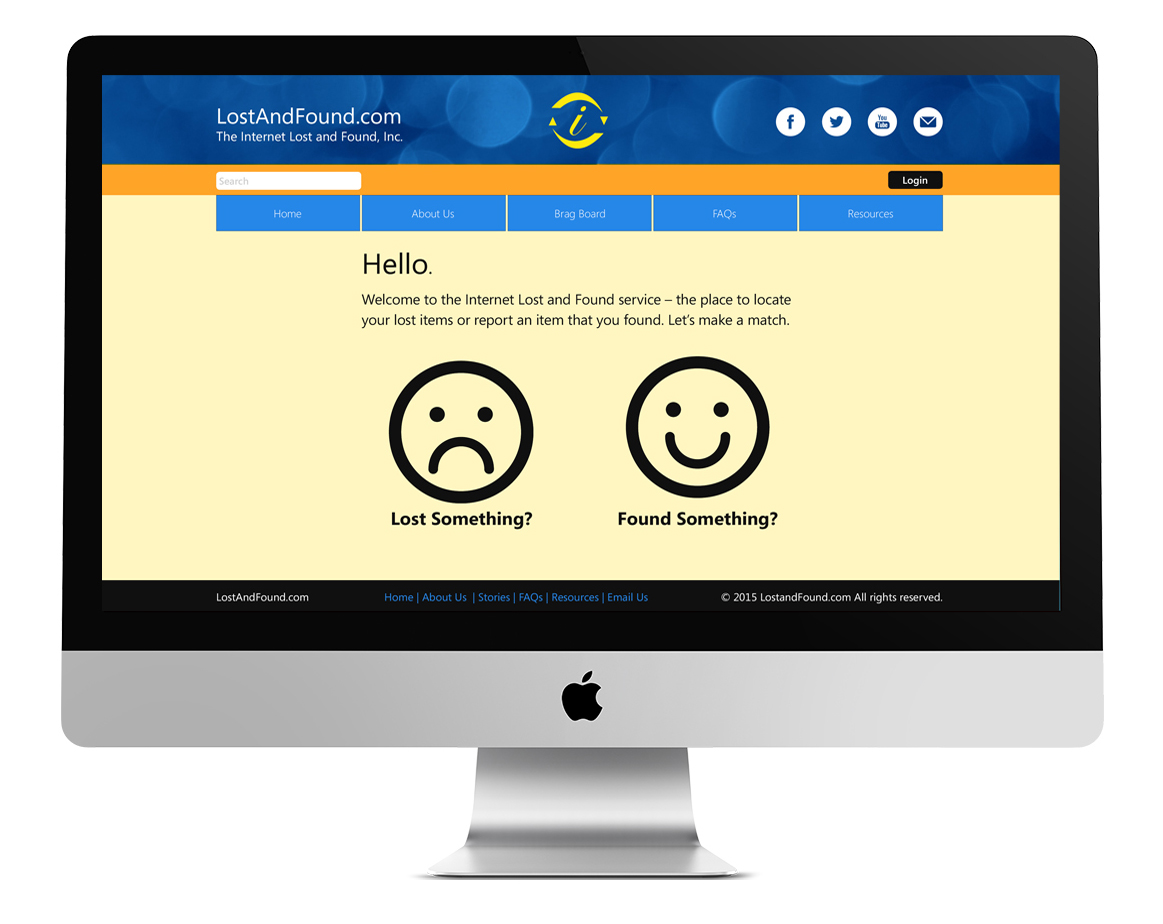 LostAndFound.com
The Internet Lost and Found, Inc.
i
You
Tube
Search
Login
Home
About Us
Brag Board
FAQs
Resources
Hello.
Welcome to the Internet Lost and Found service – the place to locate
your lost items or report an item that you found. Let's make a match.
Lost Something?
Found Something?
LostAndFound.com
Home | About Us | Stories | FAQs | Resources | Email Us
© 2015 LostandFound.com All rights reserved.